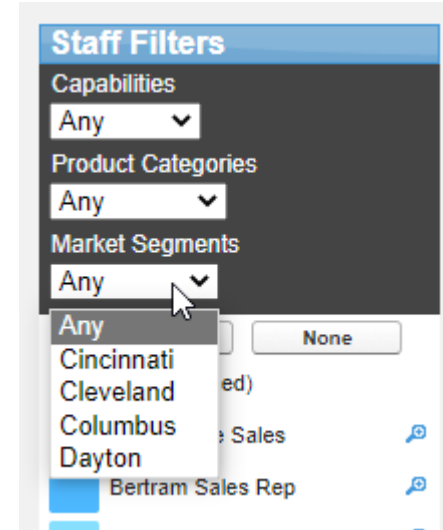 Staff Filters
Capabilities
Any
Product Categories
Any
Market Segments
Any
Any
None
Cincinnati
ed)
Cleveland
Columbus
Sales
Dayton
Bertram Sales Rep